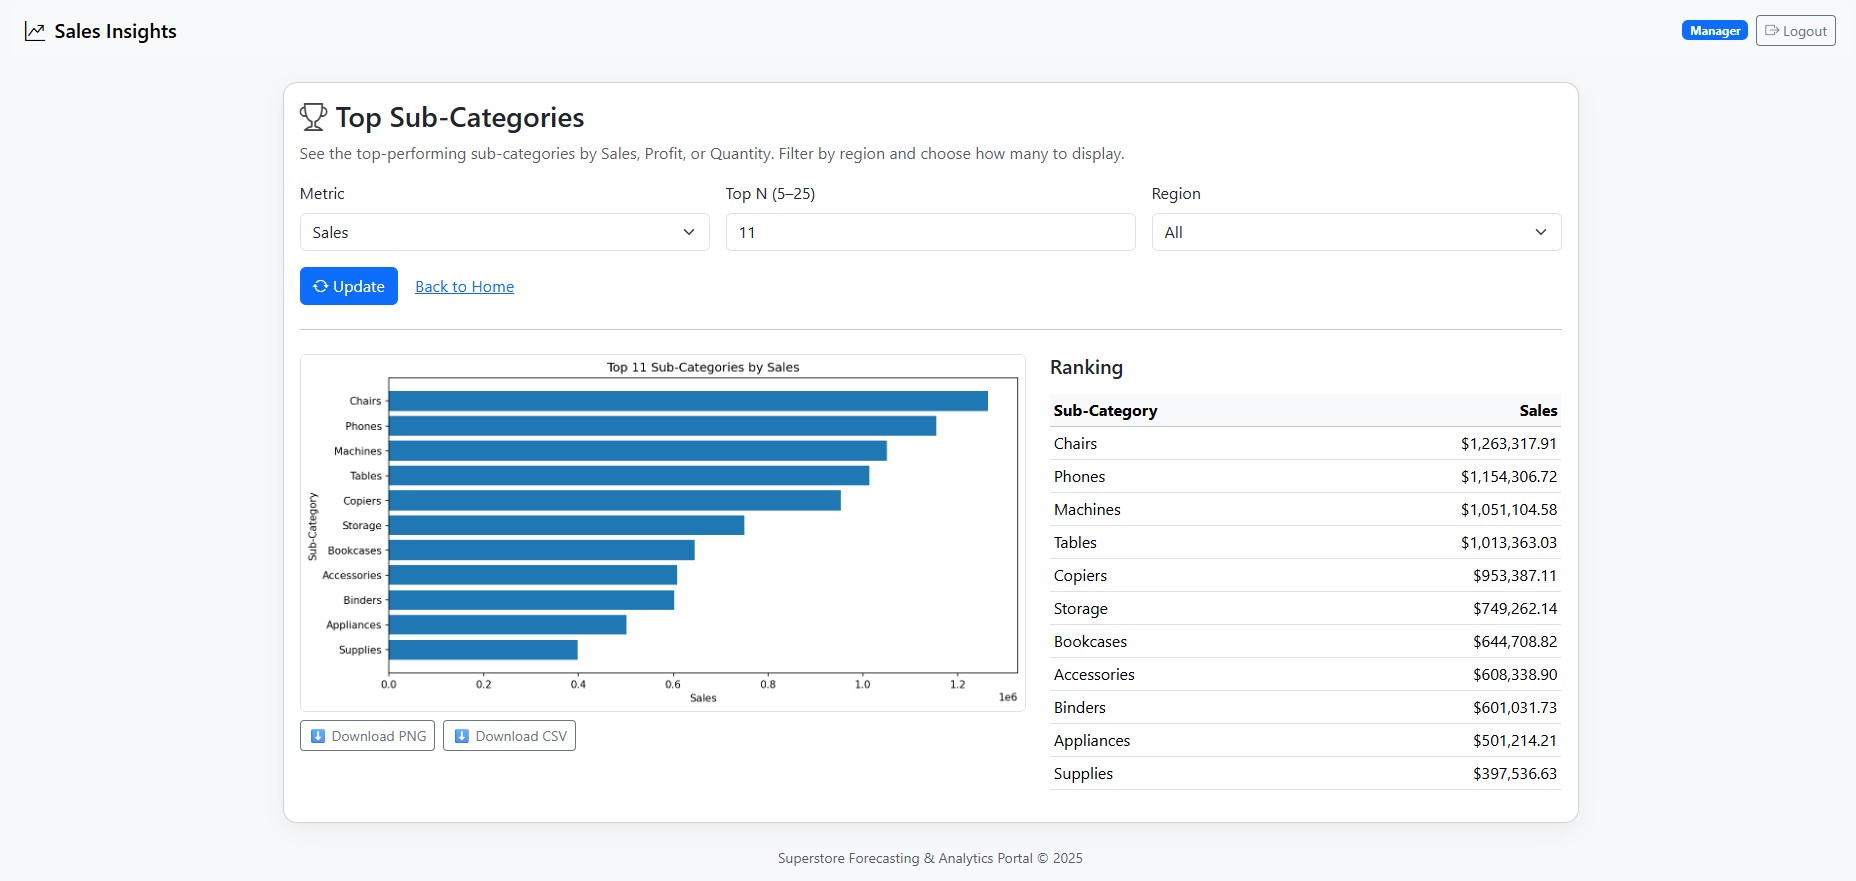 Sales Insights
Manager
Logout
Top Sub-Categories
See the top-performing sub-categories by Sales, Profit, or Quantity. Filter by region and choose how many to display.
Metric
Top N (5–25)
Region
Sales
11
All
Update
Back to Home
Top 11 Sub-Categories by Sales
Sub-Category
Chairs
Phones
Machines
Tables
Copiers
Storage
Bookcases
Accessories
Binders
Appliances
Supplies
0.0 0.2 0.4 0.6 0.8 1.0 1.2
1e6
Sales
Download PNG
Download CSV
Ranking
Sub-Category Sales
Chairs $1,263,317.91
Phones $1,154,306.72
Machines $1,051,104.58
Tables $1,013,363.03
Copiers $953,387.11
Storage $749,262.14
Bookcases $644,708.82
Accessories $608,338.90
Binders $601,031.73
Appliances $501,214.21
Supplies $397,536.63
Superstore Forecasting & Analytics Portal © 2025